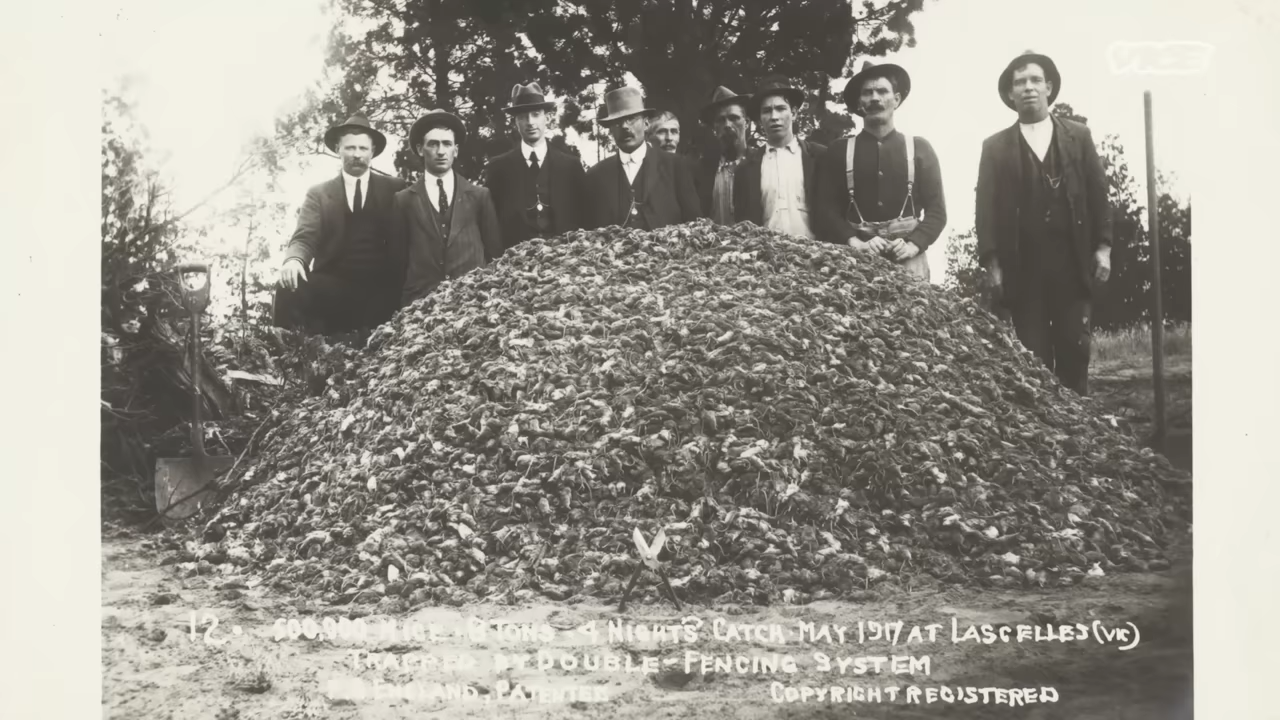 VICE
12. 500,000 MICE - 8 TONS - 4 NIGHTS CATCH MAY 1917 AT LASCELLES (VIC)
TRAPPED BY DOUBLE-FENCING SYSTEM
ENGLAND, PATENTEE COPYRIGHT REGISTERED